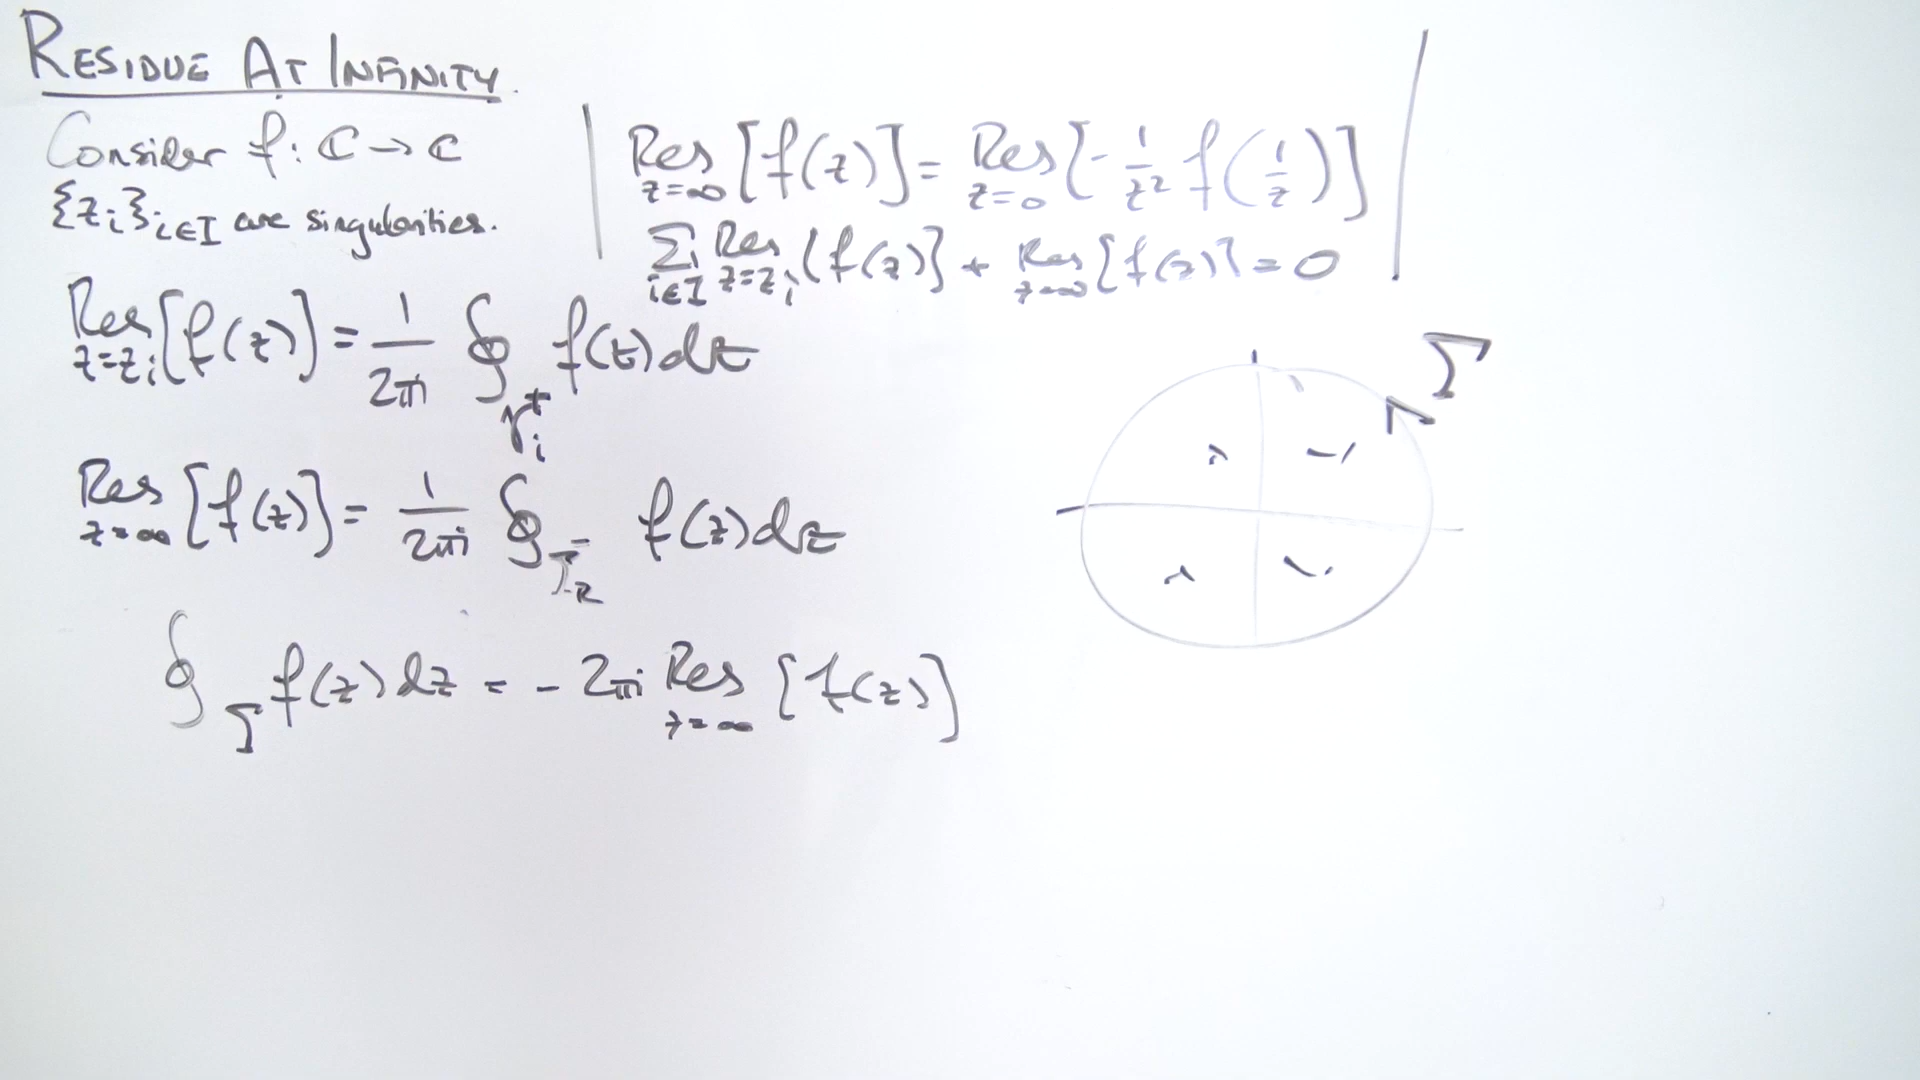 RESIDUE AT INFINITY.
Consider f: ℂ → ℂ
{z_i}_{i∈I} are singularities.
Res_{z=z_i} [f(z)] = 1/2πi ∮_{γ_i^+} f(z)dz
Res_{z=∞} [f(z)] = 1/2πi ∮_{Γ_R^-} f(z)dz
∮_Γ f(z)dz = - 2πi Res_{z=∞} [f(z)]
Res_{z=∞} [f(z)] = Res_{z=0} [- 1/z² f(1/z)]
∑_{i∈I} Res_{z=z_i} [f(z)] + Res_{z=∞} [f(z)] = 0
Γ